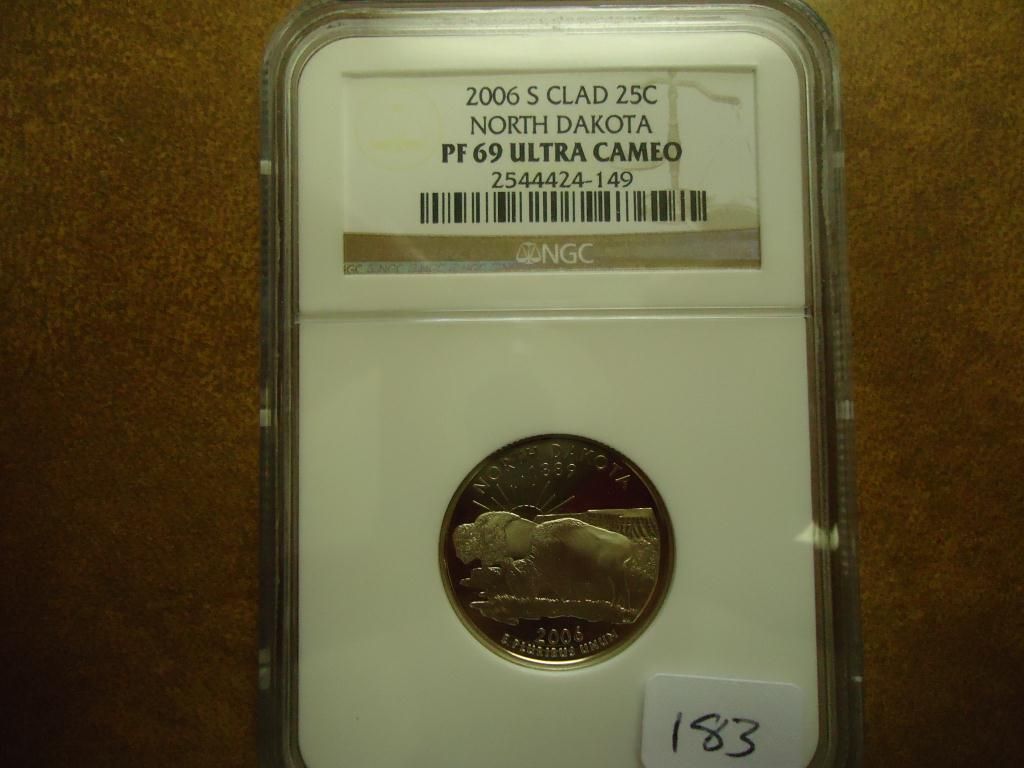 2006 S CLAD 25C
NORTH DAKOTA
PF 69 ULTRA CAMEO
2544424-149
NGC
NORTH DAKOTA
1889
2006
E PLURIBUS UNUM
183